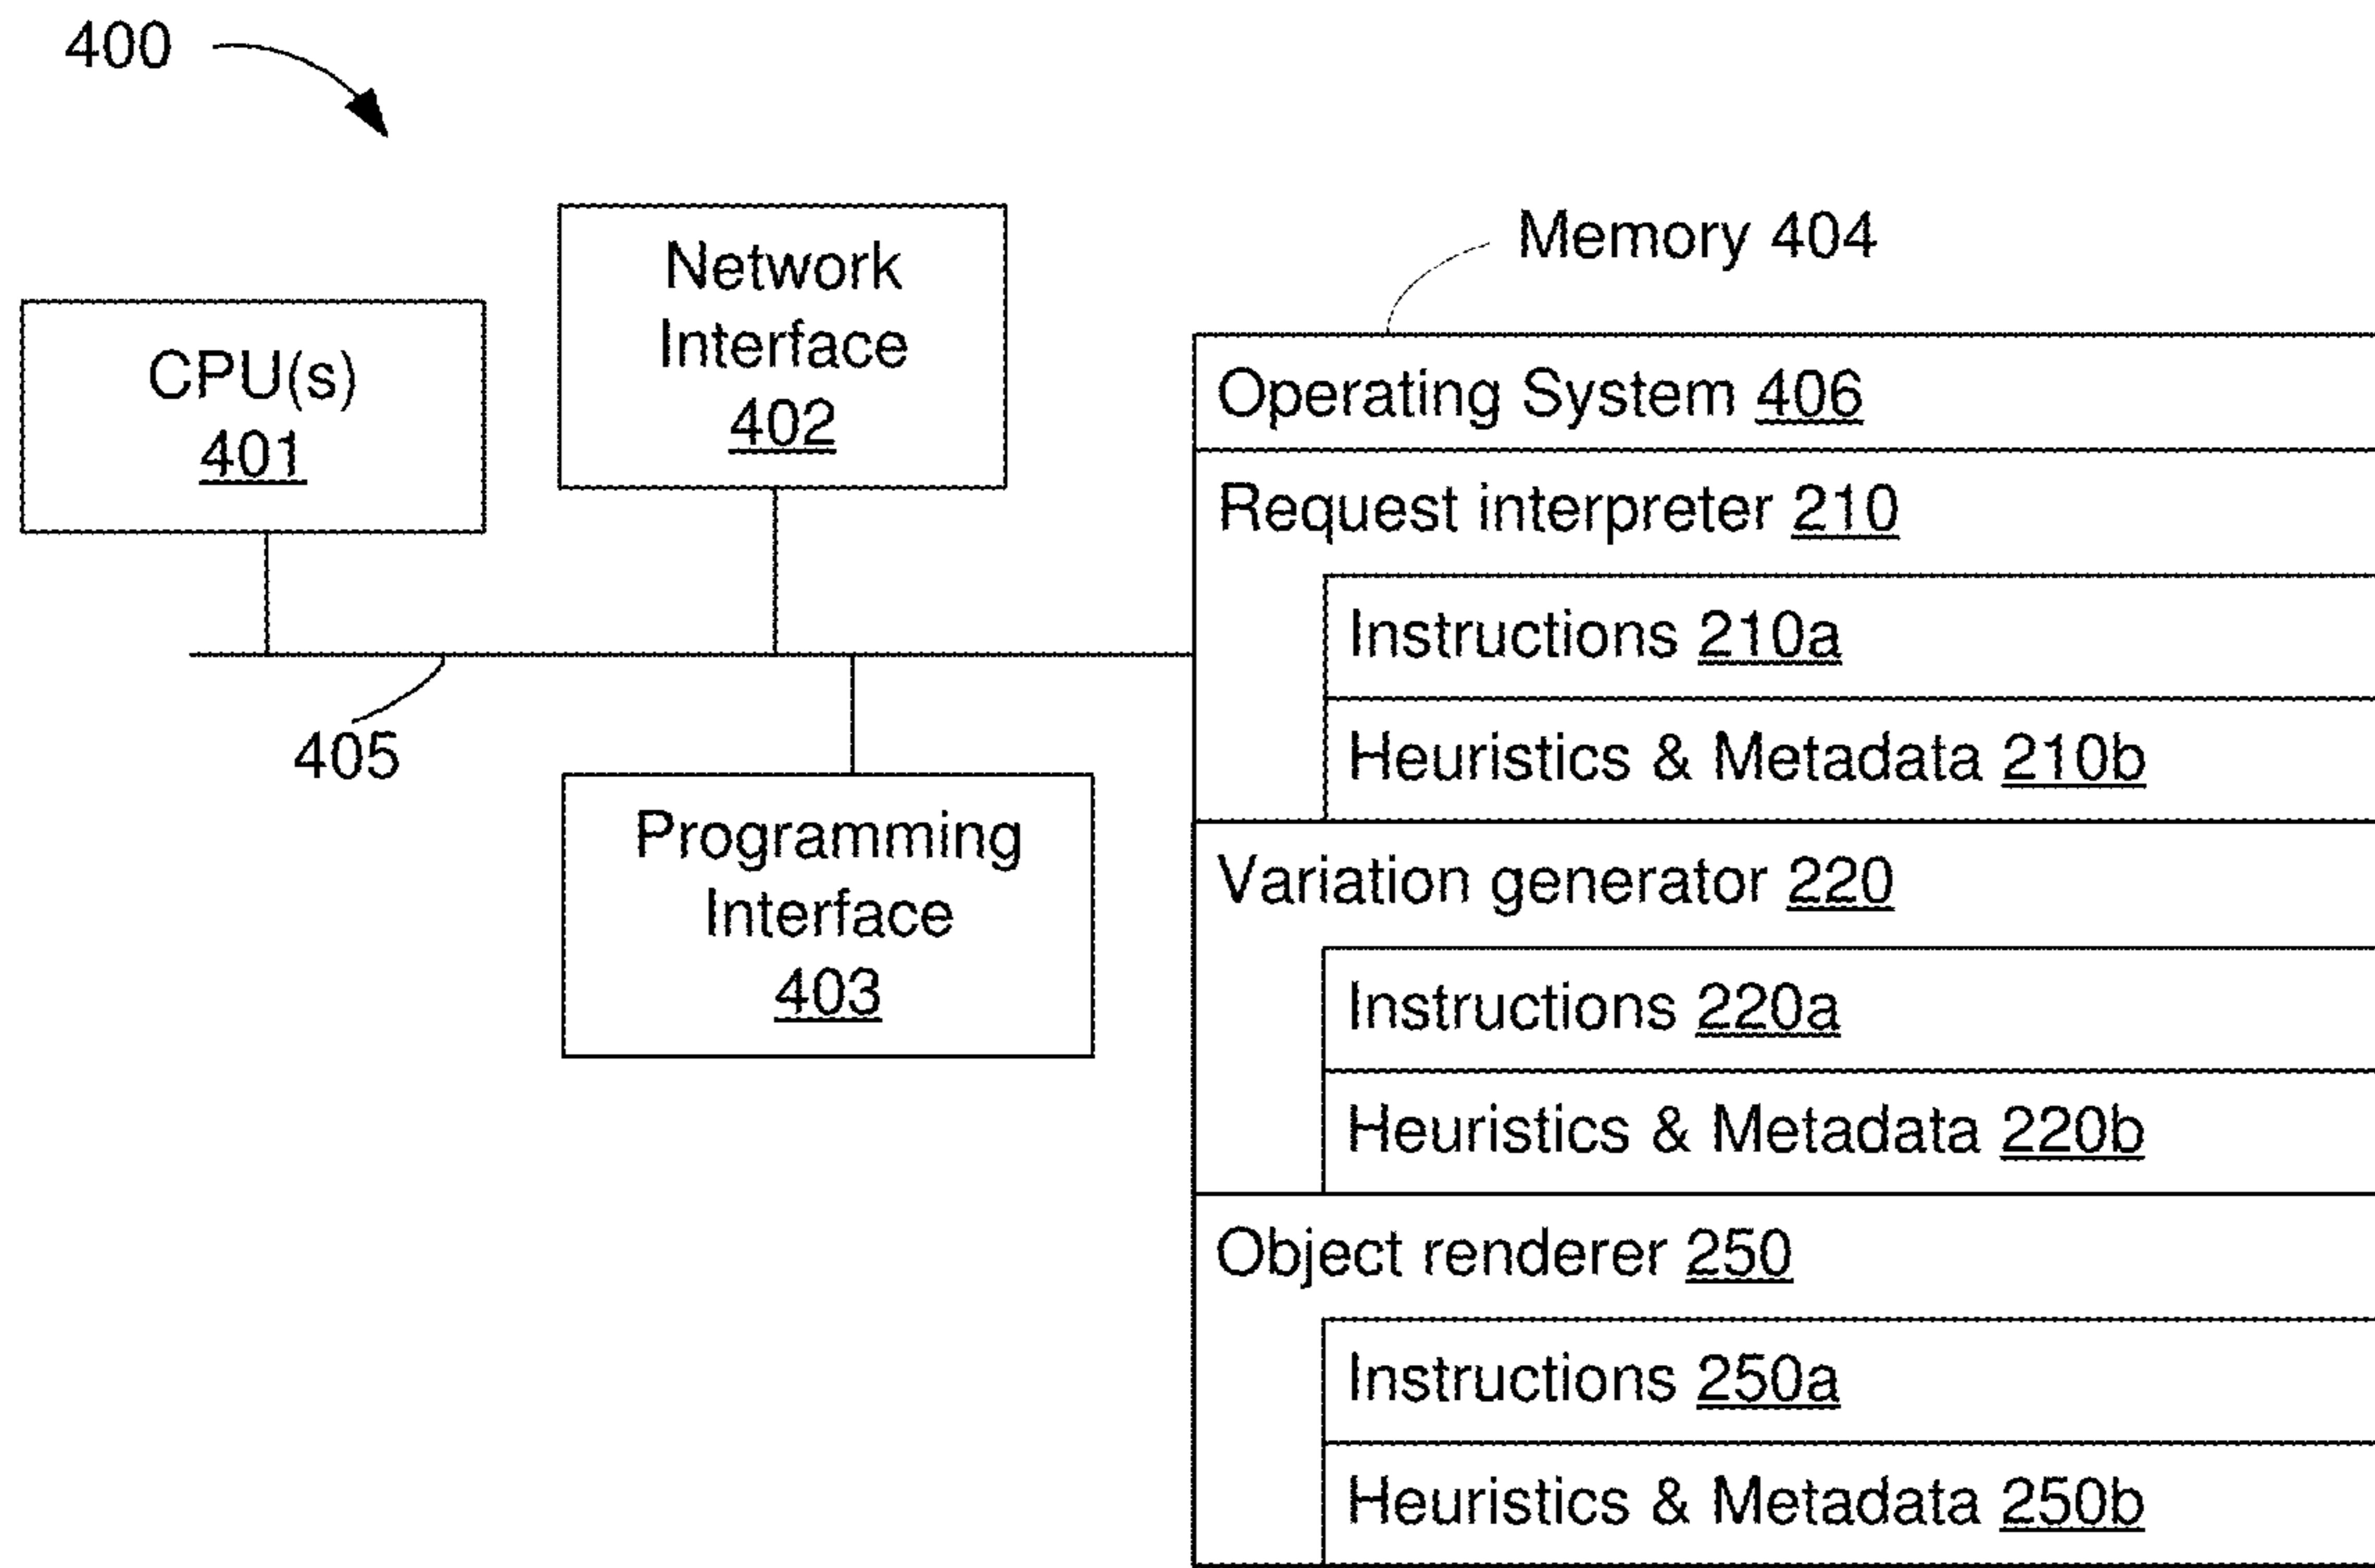 400
Network
Interface
402
CPU(s)
401
405
Programming
Interface
403
Memory 404
Operating System 406
Request interpreter 210
Instructions 210a
Heuristics & Metadata 210b
Variation generator 220
Instructions 220a
Heuristics & Metadata 220b
Object renderer 250
Instructions 250a
Heuristics & Metadata 250b